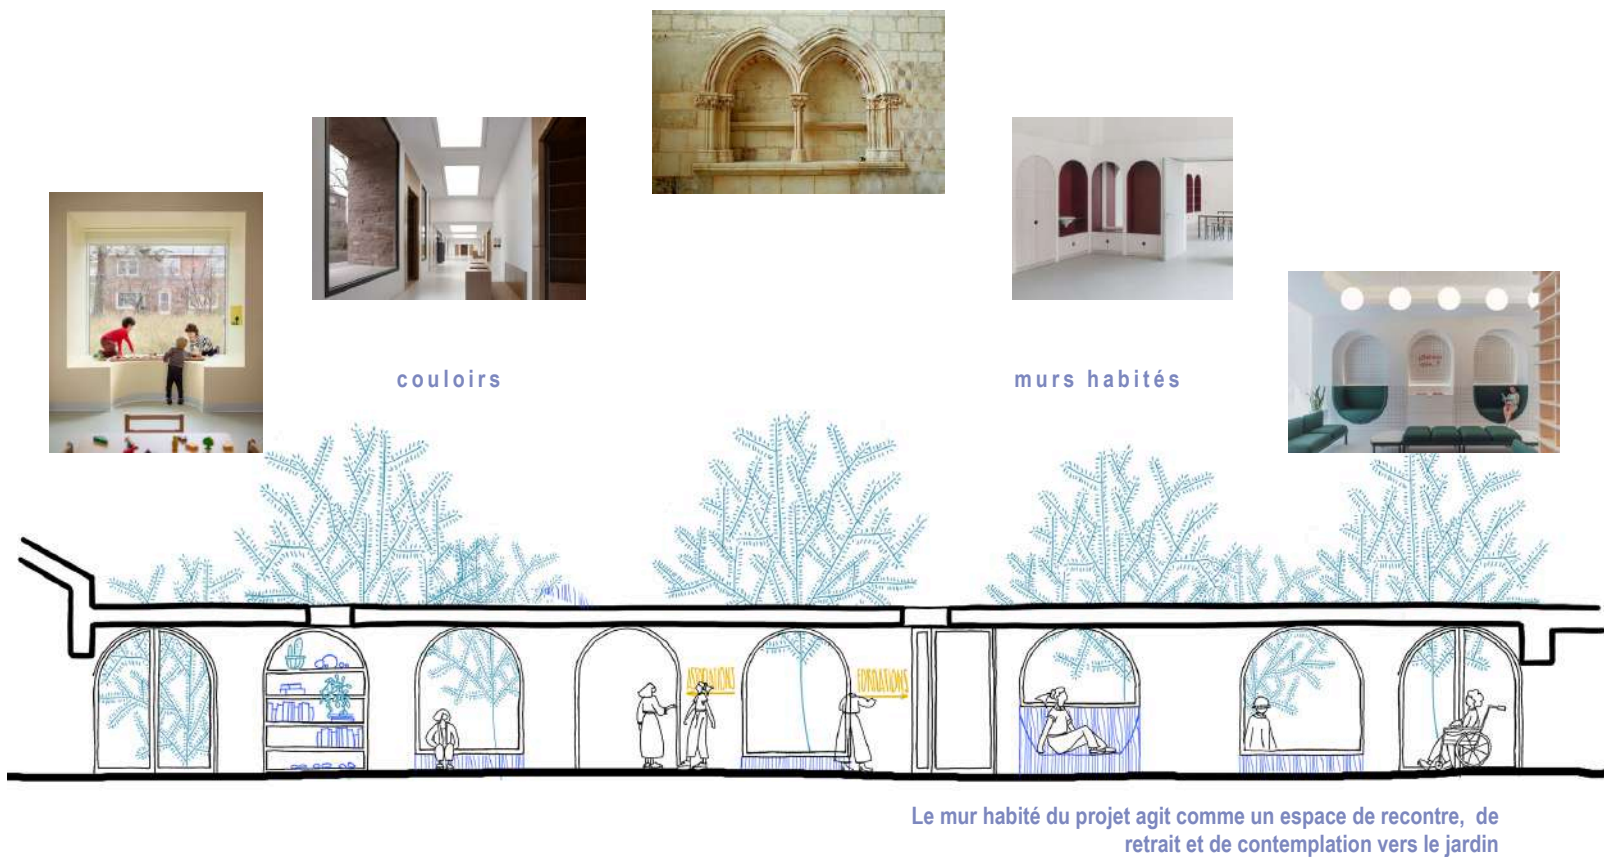 couloirs
murs habités
ASSOCIATIONS
FORMATIONS
Le mur habité du projet agit comme un espace de recontre, de
retrait et de contemplation vers le jardin